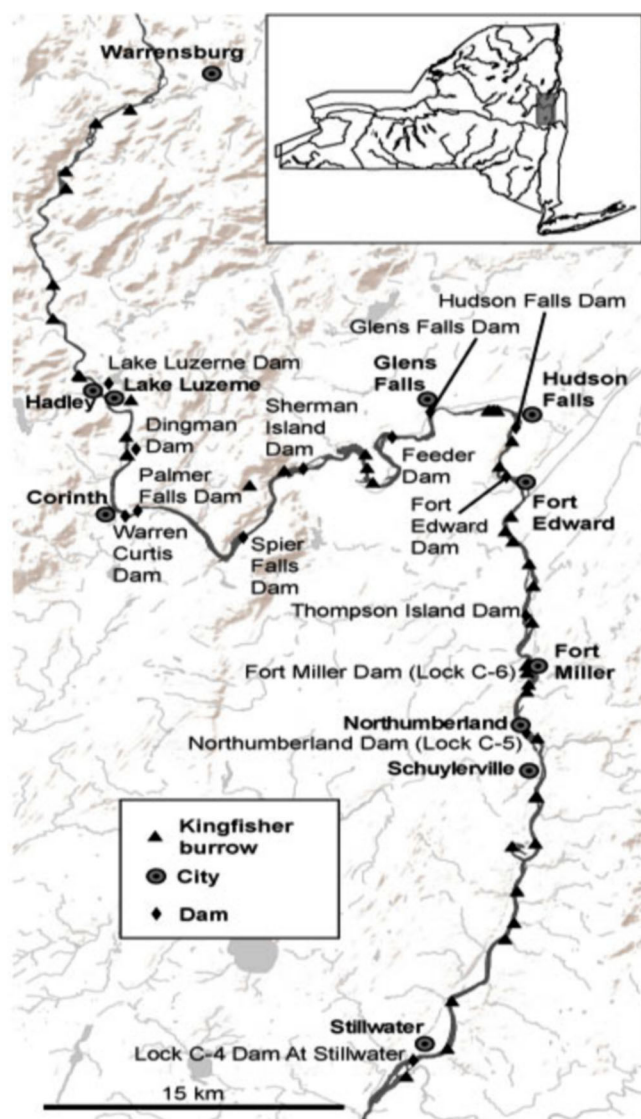 Warrensburg
Hudson Falls Dam
Glens Falls Dam
Lake Luzerne Dam
Lake Luzerne
Hadley
Glens
Falls
Hudson
Falls
Sherman
Island
Dam
Dingman
Dam
Feeder
Dam
Palmer
Falls Dam
Corinth
Warren
Curtis
Dam
Spier
Falls
Dam
Fort
Edward
Dam
Fort
Edward
Thompson Island Dam
Fort Miller Dam (Lock C-6)
Fort
Miller
Northumberland
Northumberland Dam (Lock C-5)
Schuylerville
Kingfisher
burrow
City
Dam
Stillwater
Lock C-4 Dam At Stillwater
15 km